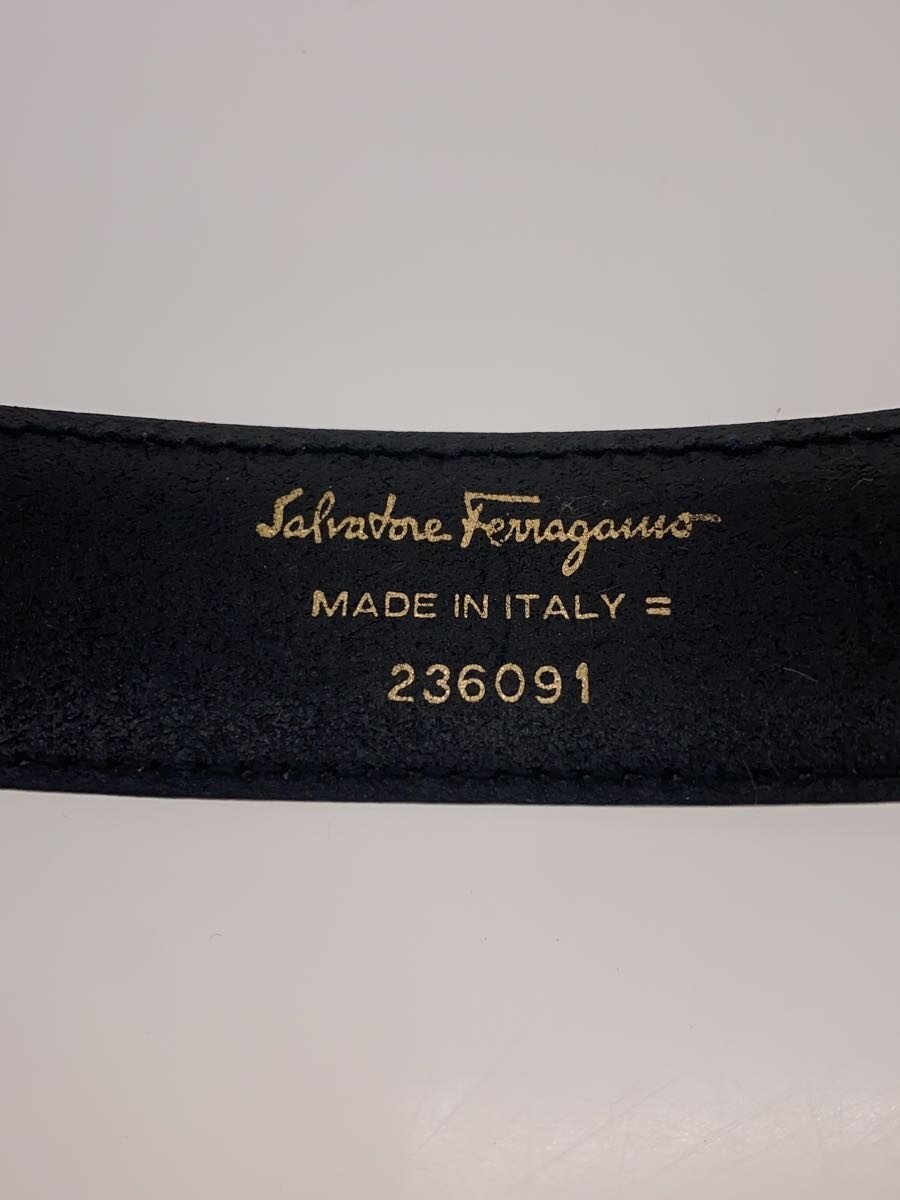 Salvatore Ferragamo
MADE IN ITALY =
236091